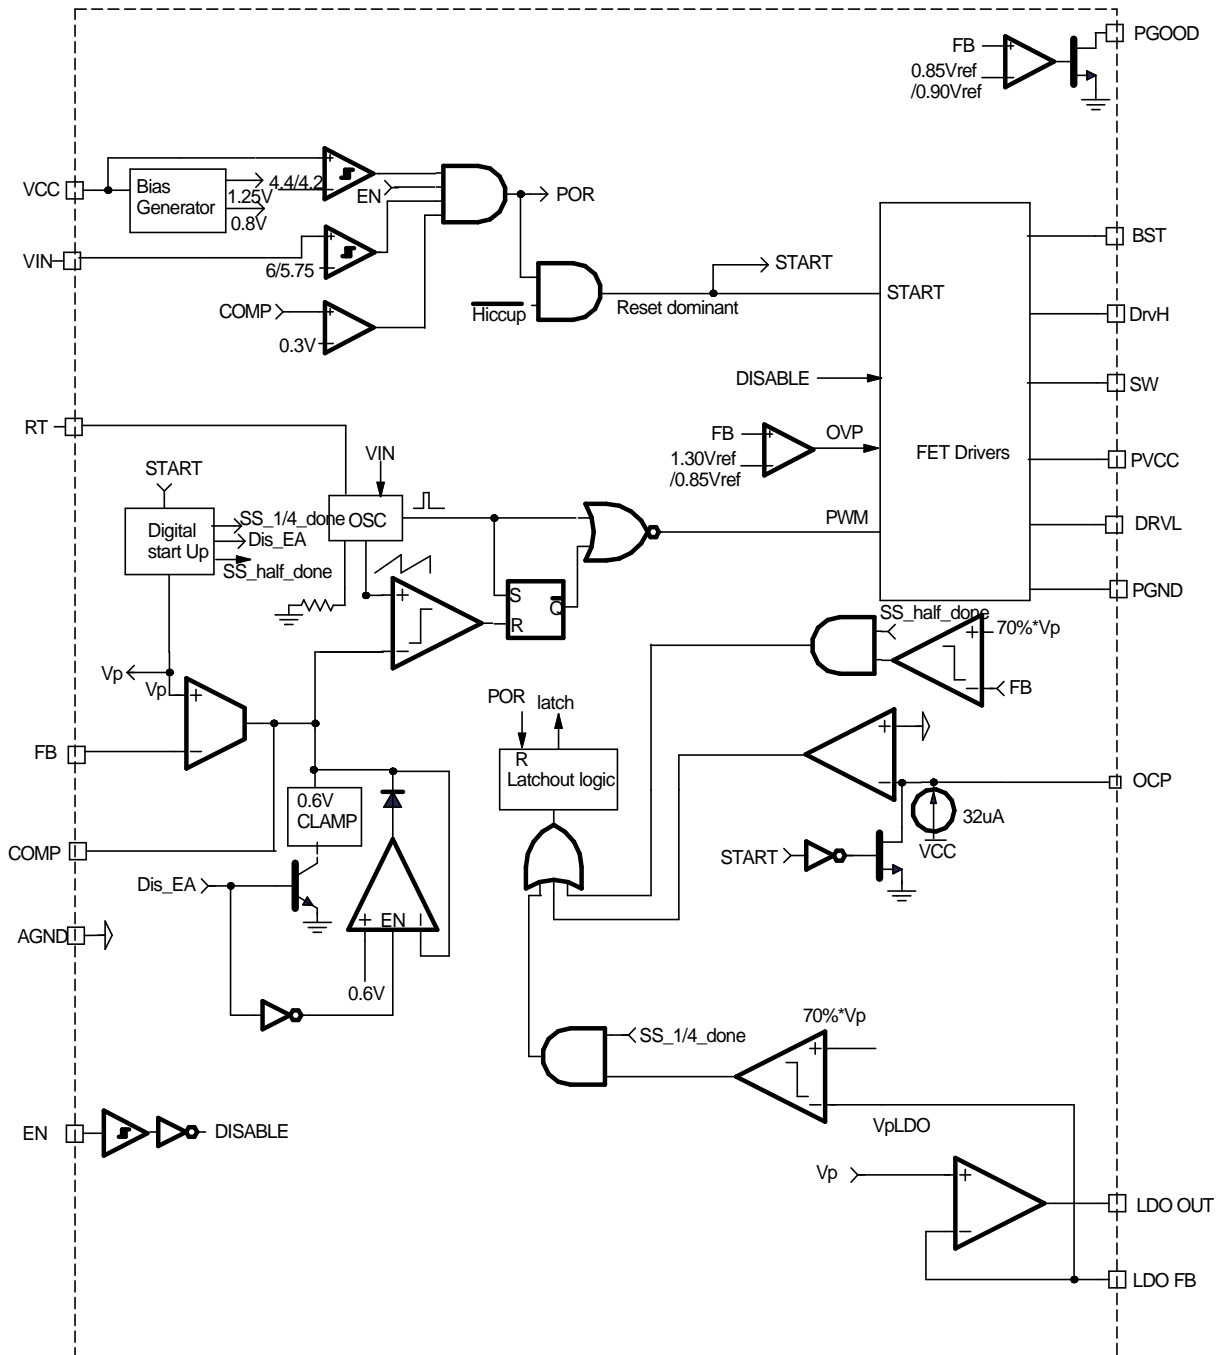 PGOOD
FB
+
0.85Vref
/0.90Vref
−
VCC
Bias
Generator
1.25V
0.8V
4.4/4.2
+
−
EN
POR
VIN
6/5.75
+
−
COMP
0.3V
+
−
Hiccup
START
Reset dominant
START
BST
DrvH
SW
PVCC
DRVL
PGND
DISABLE
FB
1.30Vref
/0.85Vref
+
−
OVP
FET Drivers
PWM
RT
START
VIN
Digital
start Up
SS_1/4_done
Dis_EA
SS_half_done
OSC
+
−
S
R
Q
Vp
Vp
+
−
FB
SS_half_done
+
70%*Vp
−
FB
POR
latch
R
Latchout logic
+
−
OCP
32uA
VCC
START
0.6V
CLAMP
COMP
Dis_EA
+
EN
−
0.6V
AGND
SS_1/4_done
70%*Vp
+
−
VpLDO
EN
DISABLE
Vp
+
−
LDO OUT
LDO FB